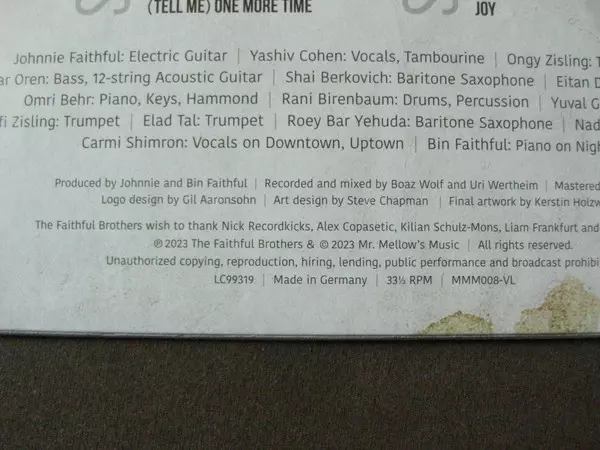 (TELL ME) ONE MORE TIME
JOY
Johnnie Faithful: Electric Guitar | Yashiv Cohen: Vocals, Tambourine | Ongy Zisling:
Oren: Bass, 12-string Acoustic Guitar | Shai Berkovich: Baritone Saxophone | Eitan
Omri Behr: Piano, Keys, Hammond | Rani Birenbaum: Drums, Percussion | Yuval
Zisling: Trumpet | Elad Tal: Trumpet | Roey Bar Yehuda: Baritone Saxophone |
Carmi Shimron: Vocals on Downtown, Uptown | Bin Faithful: Piano on
Produced by Johnnie and Bin Faithful | Recorded and mixed by Boaz Wolf and Uri Wertheim | Mastered
Logo design by Gil Aaronsohn | Art design by Steve Chapman | Final artwork by Kerstin
The Faithful Brothers wish to thank Nick Recordkicks, Alex Copasetic, Kilian Schulz-Mons, Liam Frankfurt and
℗ 2023 The Faithful Brothers & © 2023 Mr. Mellow's Music | All rights reserved.
Unauthorized copying, reproduction, hiring, lending, public performance and broadcast
LC99319 | Made in Germany | 33⅓ RPM | MMM008-VL